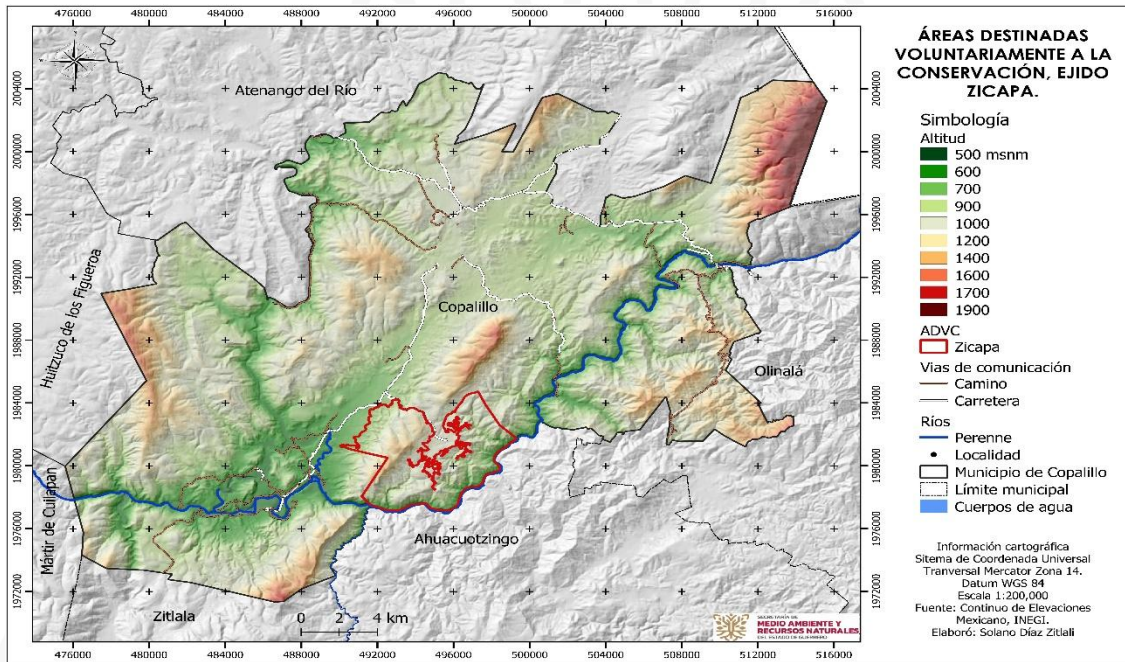 476000 480000 484000 488000 492000 496000 500000 504000 508000 512000 516000
2004000
2000000
1996000
1992000
1988000
1984000
1980000
1976000
1972000
2004000
2000000
1996000
1992000
1988000
1984000
1980000
1976000
1972000
Atenango del Río
Huitzuco de los Figueroa
Copalillo
Olinalá
Mártir de Cuilapan
Ahuacuotzingo
Zitlala
0 2 4 km
476000 480000 484000 488000 492000 496000 500000 504000 508000 512000 516000
SECRETARÍA DE
MEDIO AMBIENTE Y
RECURSOS NATURALES
DEL ESTADO DE GUERRERO
ÁREAS DESTINADAS
VOLUNTARIAMENTE A LA
CONSERVACIÓN, EJIDO
ZICAPA.
Simbología
Altitud
500 msnm
600
700
900
1000
1200
1400
1600
1700
1900
ADVC
Zicapa
Vias de comunicación
Camino
Carretera
Ríos
Perenne
Localidad
Municipio de Copalillo
Límite municipal
Cuerpos de agua
Información cartográfica
Sitema de Coordenada Universal
Tranversal Mercator Zona 14.
Datum WGS 84
Escala 1:200,000
Fuente: Continuo de Elevaciones
Mexicano, INEGI.
Elaboró: Solano Díaz Zitlali